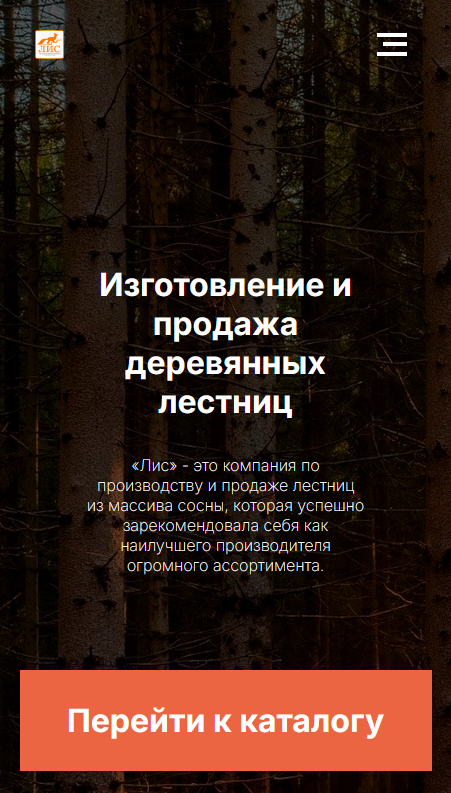 ЛИС
Изготовление и
продажа
деревянных
лестниц
«Лис» - это компания по
производству и продаже лестниц
из массива сосны, которая успешно
зарекомендовала себя как
наилучшего производителя
огромного ассортимента.
Перейти к каталогу